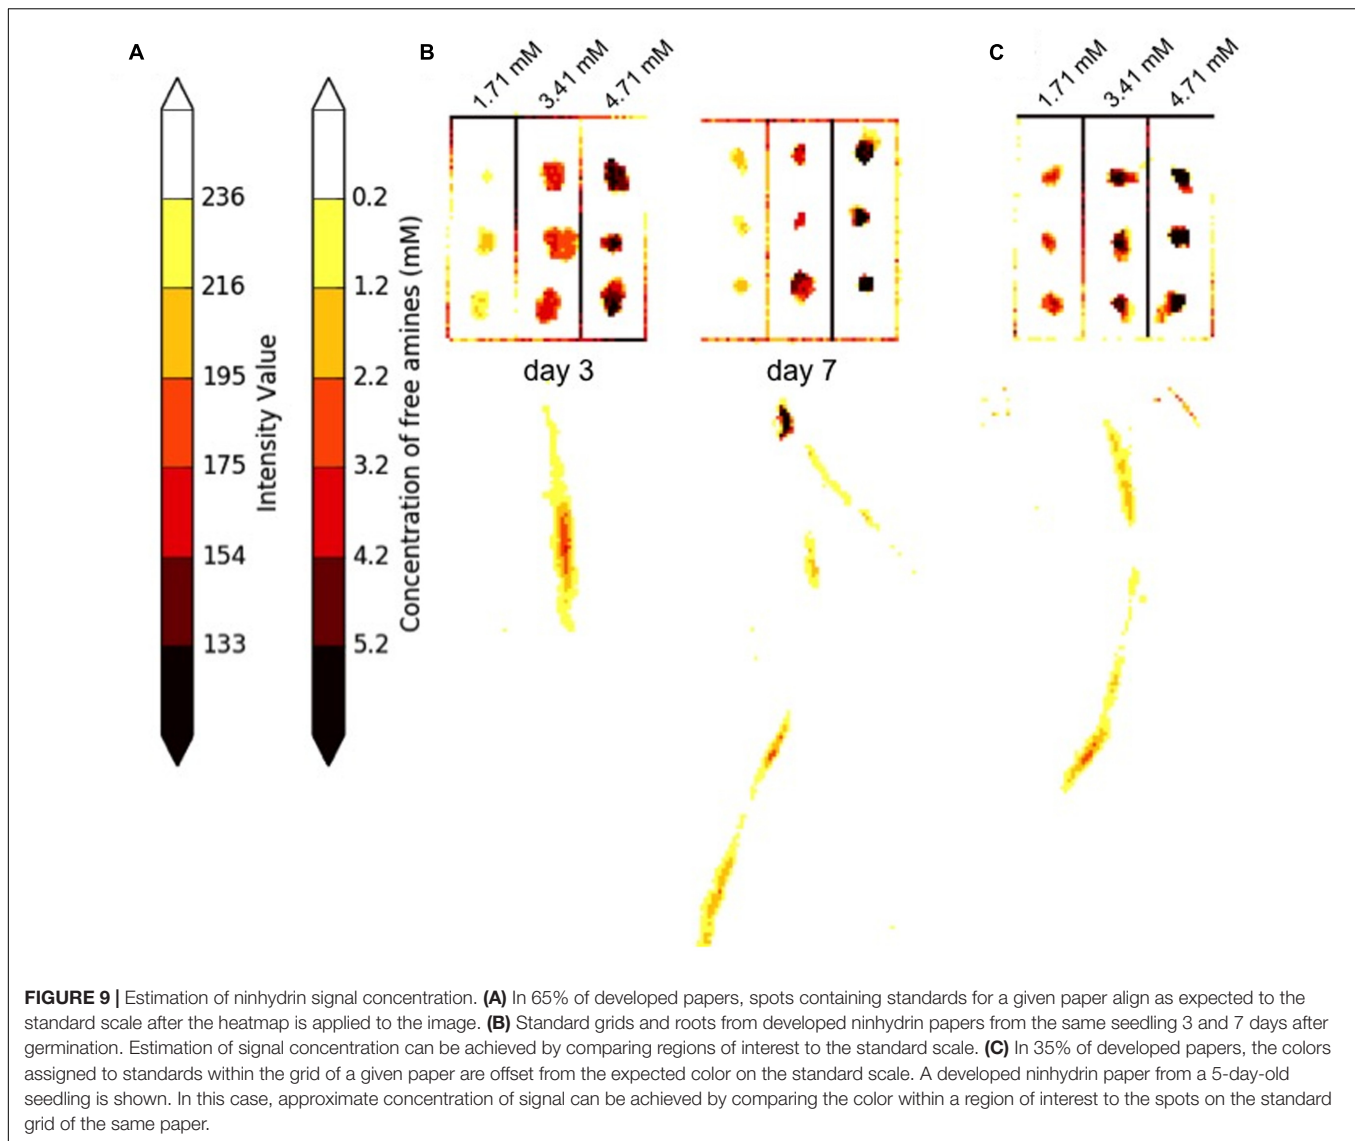 A
B
C
1.71 mM
3.41 mM
4.71 mM
1.71 mM
3.41 mM
4.71 mM
236
216
195
175
154
133
Intensity Value
0.2
1.2
2.2
3.2
4.2
5.2
Concentration of free amines (mM)
day 3
day 7
FIGURE 9 | Estimation of ninhydrin signal concentration. (A) In 65% of developed papers, spots containing standards for a given paper align as expected to the
standard scale after the heatmap is applied to the image. (B) Standard grids and roots from developed ninhydrin papers from the same seedling 3 and 7 days after
germination. Estimation of signal concentration can be achieved by comparing regions of interest to the standard scale. (C) In 35% of developed papers, the colors
assigned to standards within the grid of a given paper are offset from the expected color on the standard scale. A developed ninhydrin paper from a 5-day-old
seedling is shown. In this case, approximate concentration of signal can be achieved by comparing the color within a region of interest to the spots on the standard
grid of the same paper.